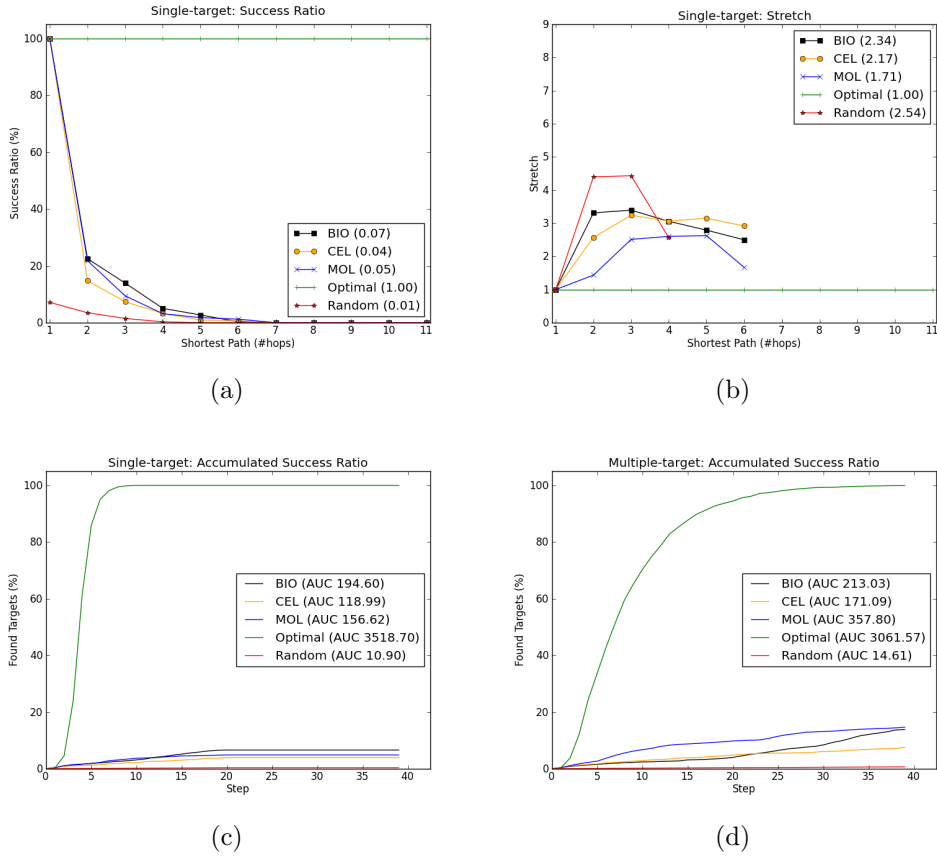 Single-target: Success Ratio
100
80
60
40
20
0
Success Ratio (%)
BIO (0.07)
CEL (0.04)
MOL (0.05)
Optimal (1.00)
Random (0.01)
1 2 3 4 5 6 7 8 9 10 11
Shortest Path (#hops)
(a)
Single-target: Stretch
9
8
7
6
5
4
3
2
1
0
Stretch
BIO (2.34)
CEL (2.17)
MOL (1.71)
Optimal (1.00)
Random (2.54)
1 2 3 4 5 6 7 8 9 10 11
Shortest Path (#hops)
(b)
Single-target: Accumulated Success Ratio
100
80
60
40
20
0
Found Targets (%)
BIO (AUC 194.60)
CEL (AUC 118.99)
MOL (AUC 156.62)
Optimal (AUC 3518.70)
Random (AUC 10.90)
0 5 10 15 20 25 30 35 40
Step
(c)
Multiple-target: Accumulated Success Ratio
100
80
60
40
20
0
Found Targets (%)
BIO (AUC 213.03)
CEL (AUC 171.09)
MOL (AUC 357.80)
Optimal (AUC 3061.57)
Random (AUC 14.61)
0 5 10 15 20 25 30 35 40
Step
(d)